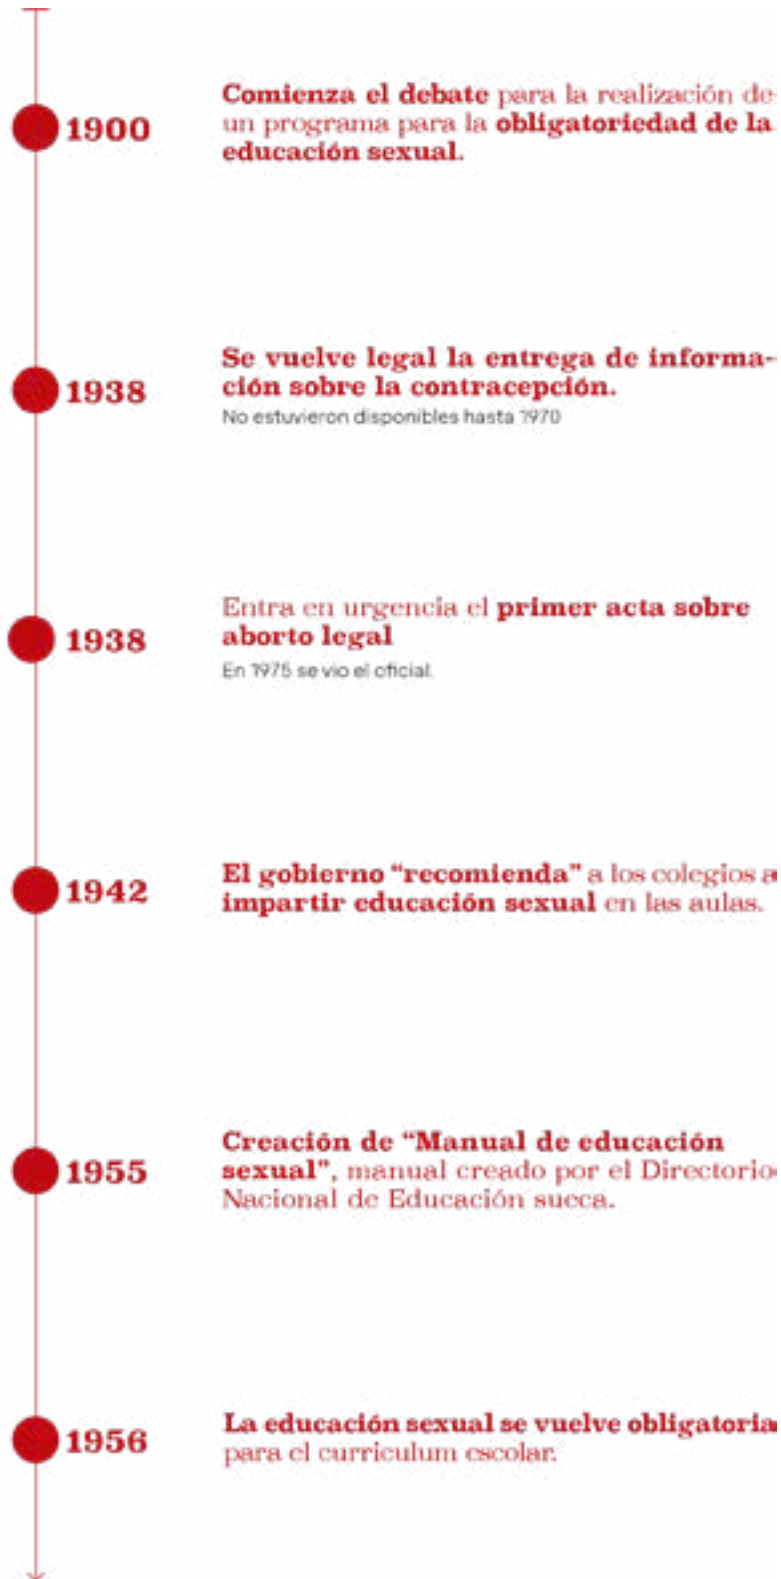 1900
Comienza el debate para la realización de
un programa para la obligatoriedad de la
educación sexual.
1938
Se vuelve legal la entrega de informa-
ción sobre la contracepción.
No estuvieron disponibles hasta 1970
1938
Entra en urgencia el primer acta sobre
aborto legal
En 1975 se vio el oficial.
1942
El gobierno “recomienda” a los colegios a
impartir educación sexual en las aulas.
1955
Creación de “Manual de educación
sexual”, manual creado por el Directorio
Nacional de Educación sueca.
1956
La educación sexual se vuelve obligatoria
para el curriculum escolar.